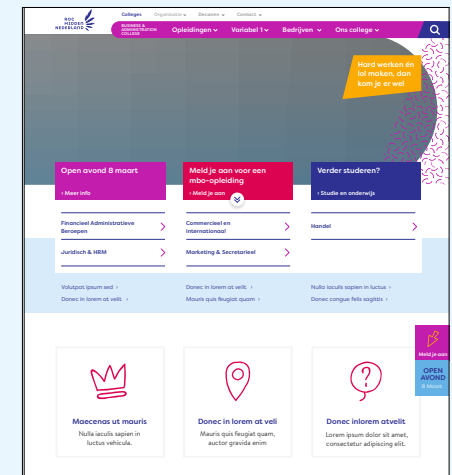 ROC
MIDDEN
NEDERLAND
Colleges Organisatie Decanen Contact
BUSINESS &
ADMINISTRATION
COLLEGE
Opleidingen Variabel 1 Bedrijven Ons college
Hard werken én
lol maken, dan
kom je er wel
Open avond 8 maart
› Meer info
Meld je aan voor een
mbo-opleiding
› Meld je aan
Verder studeren?
› Studie en onderwijs
Financieel Administratieve
Beroepen
Commercieel en
Internationaal
Handel
Juridisch & HRM
Marketing & Secretarieel
Volutpat ipsum sed ›
Donec in lorem at velit ›
Nulla iaculis sapien in luctus ›
Donec in lorem at velit ›
Mauris quis feugiat quam ›
Donec congue felis sagittis ›
Meld je aan
OPEN
AVOND
8 Maart
Maecenas ut mauris
Nulla iaculis sapien in
luctus vehicula.
Donec in lorem at veli
Mauris quis feugiat quam,
auctor gravida enim
Donec inlorem atvelit
Lorem ipsum dolor sit amet,
consectetur adipiscing elit.